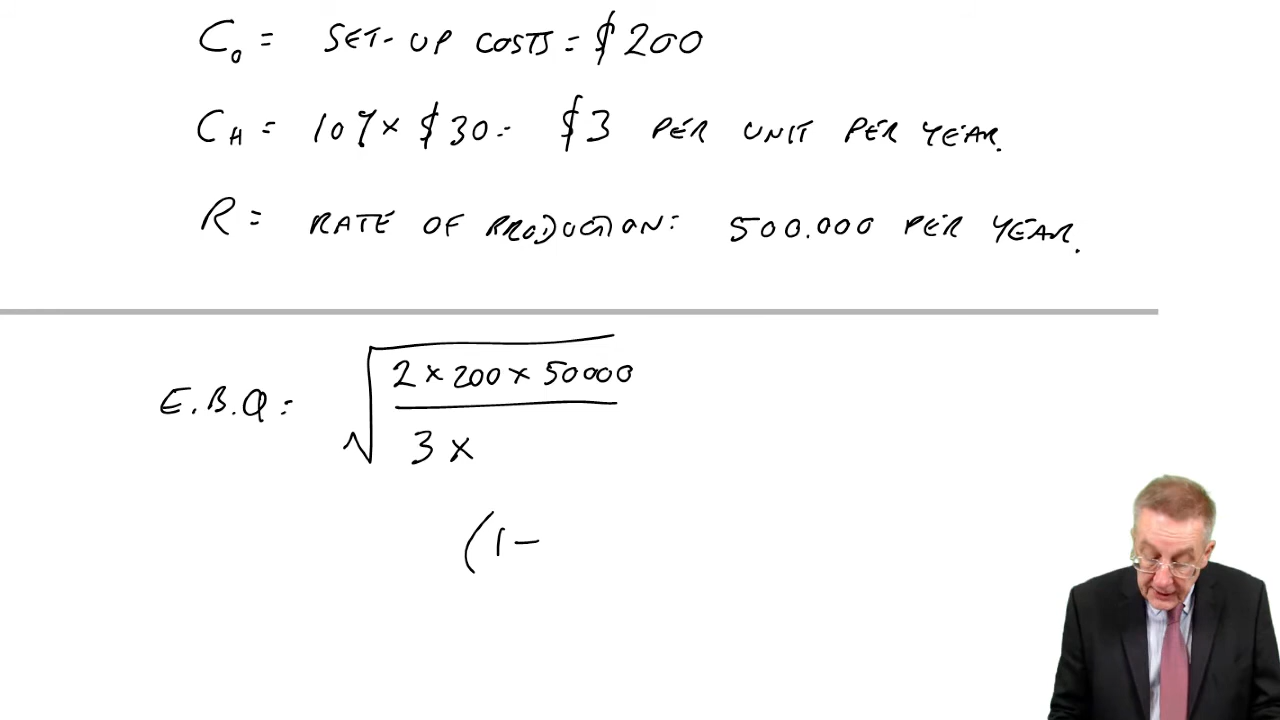 C₀ = SET-UP COSTS = $200
C_H = 10% × $30 = $3 PER UNIT PER YEAR.
R = RATE OF PRODUCTION: 500.000 PER YEAR.
E.B.Q = √ 2 × 200 × 50000
3 ×
(1 -